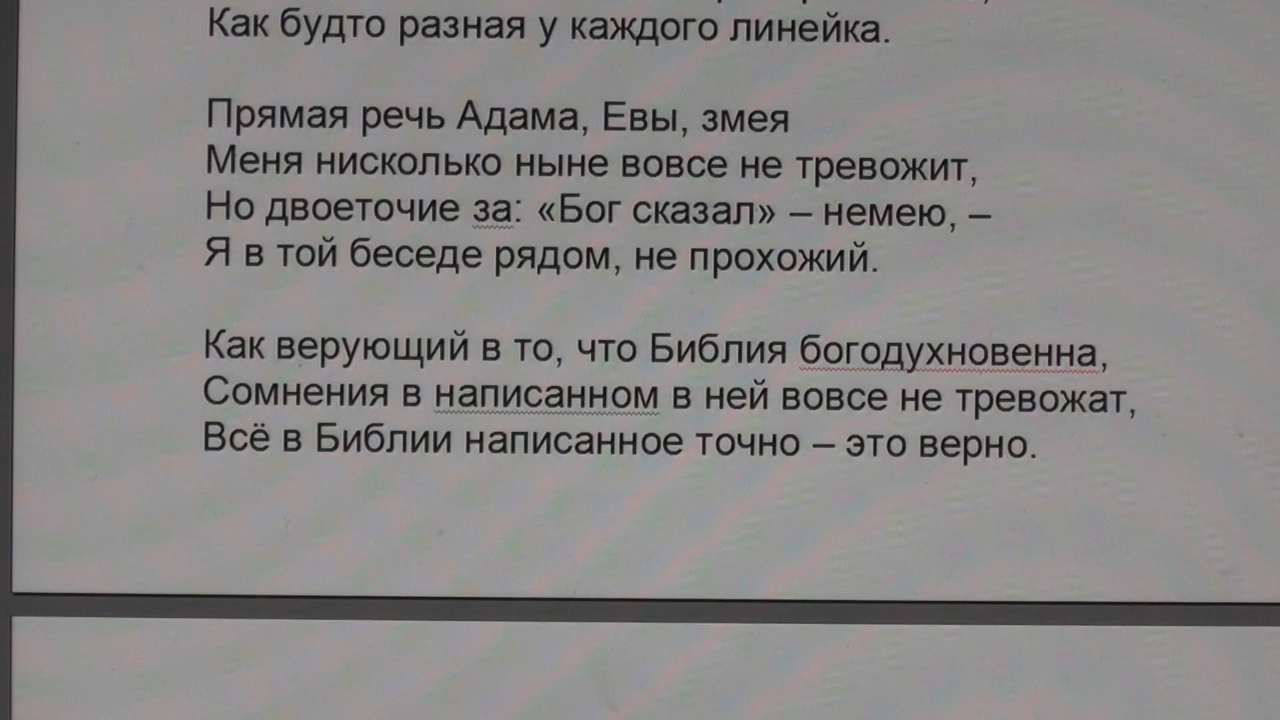 Как будто разная у каждого линейка.
Прямая речь Адама, Евы, змея
Меня нисколько ныне вовсе не тревожит,
Но двоеточие за: «Бог сказал» – немею, –
Я в той беседе рядом, не прохожий.
Как верующий в то, что Библия богодухновенна,
Сомнения в написанном в ней вовсе не тревожат,
Всё в Библии написанное точно – это верно.